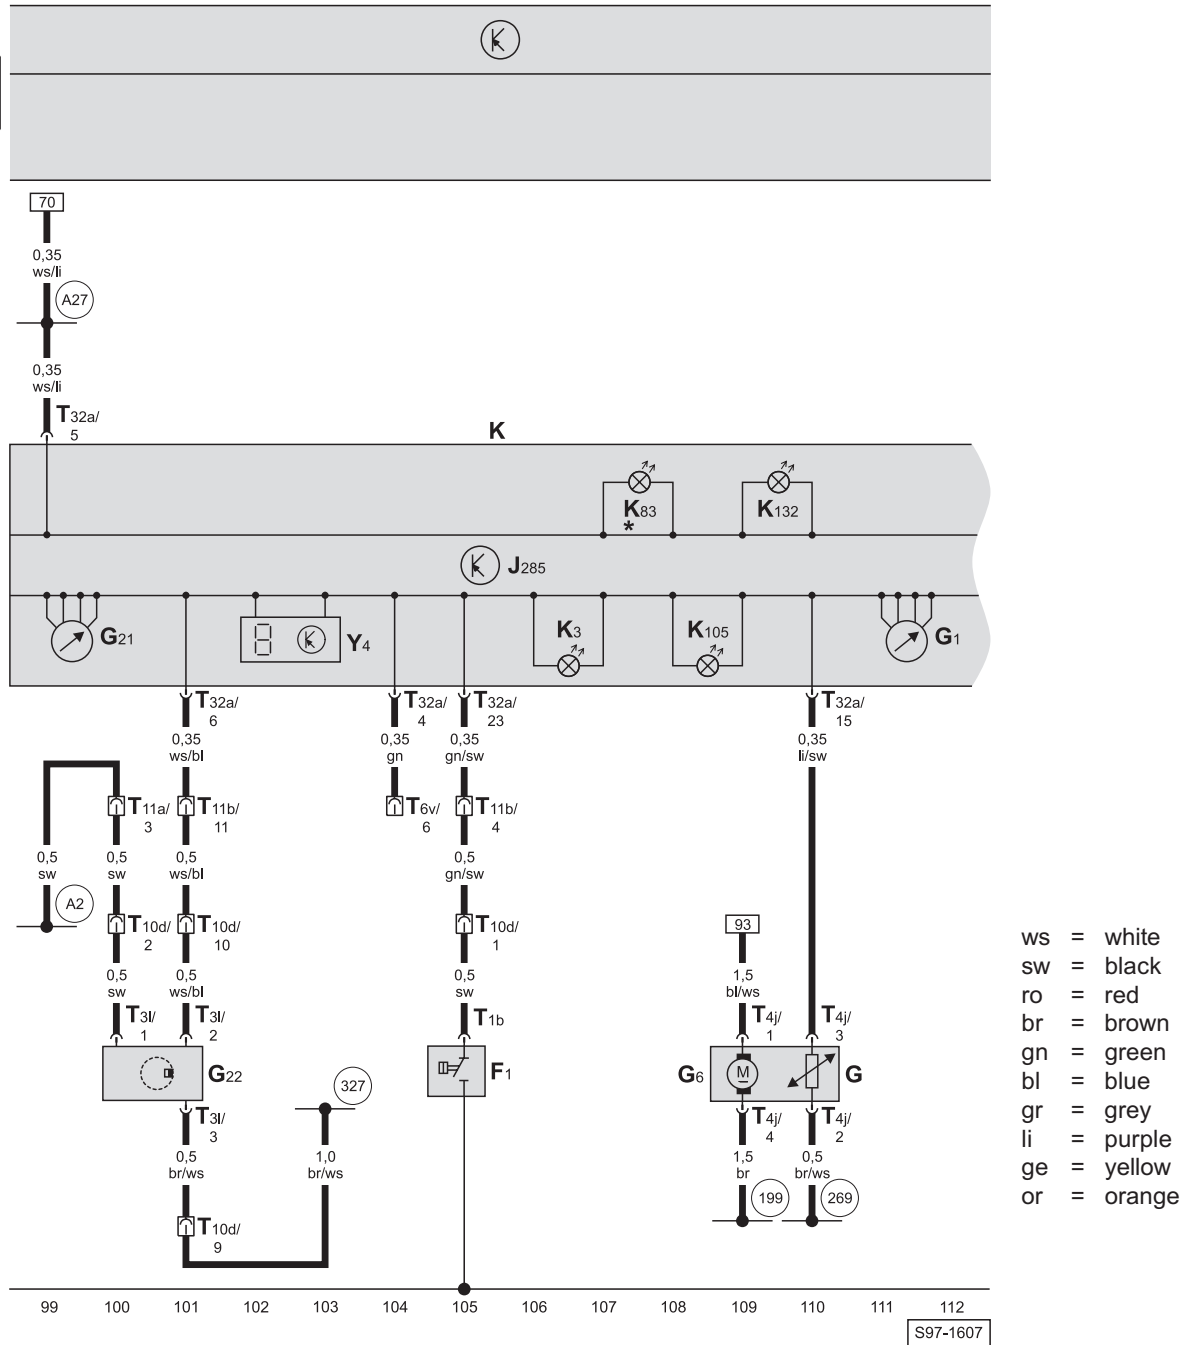 70
0,35
ws/li
A27
0,35
ws/li
T32a/
5
K
K83
*
K132
J285
G21
Y4
K3
K105
G1
T32a/
6
T32a/
4
T32a/
23
T32a/
15
0,35
ws/bl
0,35
gn
0,35
gn/sw
0,35
li/sw
T11a/
3
T11b/
11
T6v/
6
T11b/
4
0,5
sw
0,5
sw
0,5
ws/bl
0,5
gn/sw
A2
T10d/
2
T10d/
10
T10d/
1
93
0,5
sw
0,5
ws/bl
0,5
sw
1,5
bl/ws
T3l/
1
T3l/
2
T1b
T4j/
1
T4j/
3
G22
F1
G6
M
G
T3l/
3
327
T4j/
4
T4j/
2
0,5
br/ws
1,0
br/ws
1,5
br
0,5
br/ws
199
269
T10d/
9
ws = white
sw = black
ro = red
br = brown
gn = green
bl = blue
gr = grey
li = purple
ge = yellow
or = orange
99 100 101 102 103 104 105 106 107 108 109 110 111 112
S97-1607